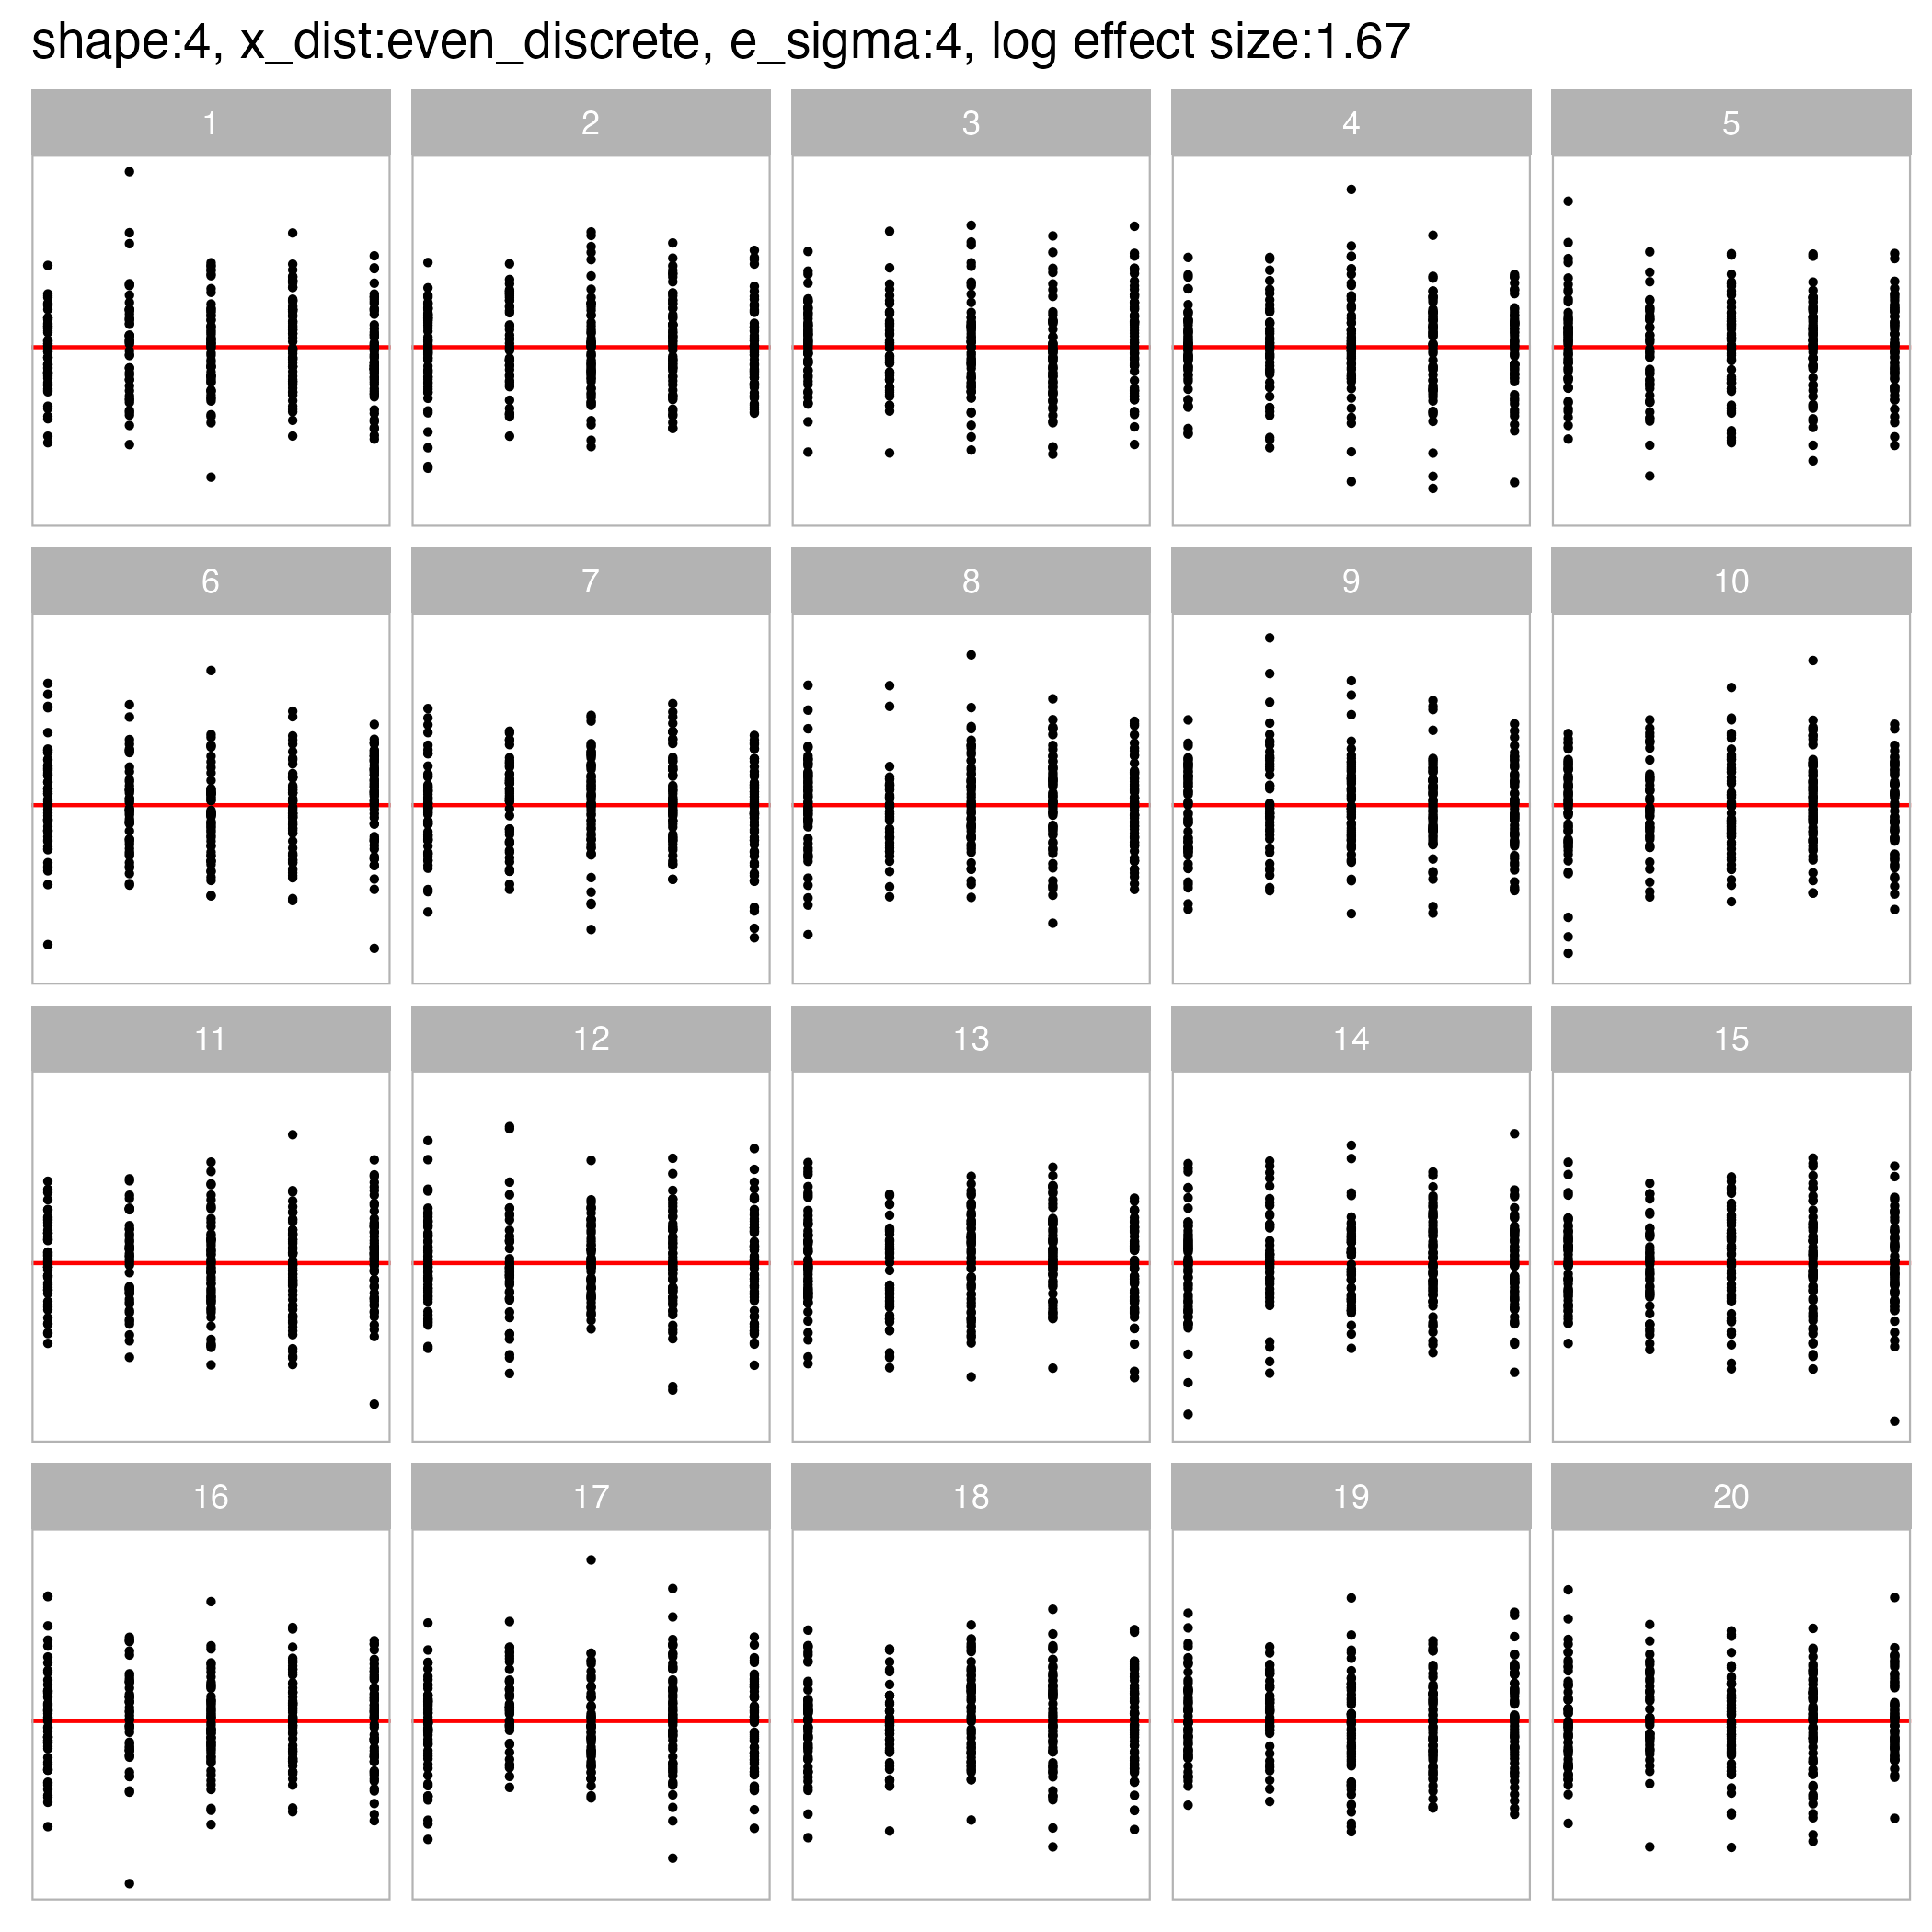 shape:4, x_dist:even_discrete, e_sigma:4, log effect size:1.67
1 2 3 4 5
6 7 8 9 10
11 12 13 14 15
16 17 18 19 20